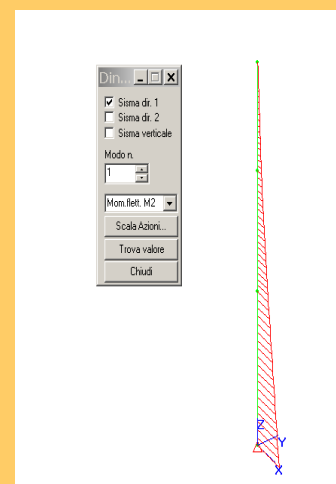 Din...
Sisma dir. 1
Sisma dir. 2
Sisma verticale
Modo n.
1
Mom.flett. M2
Scala Azioni...
Trova valore
Chiudi
Z
Y
X